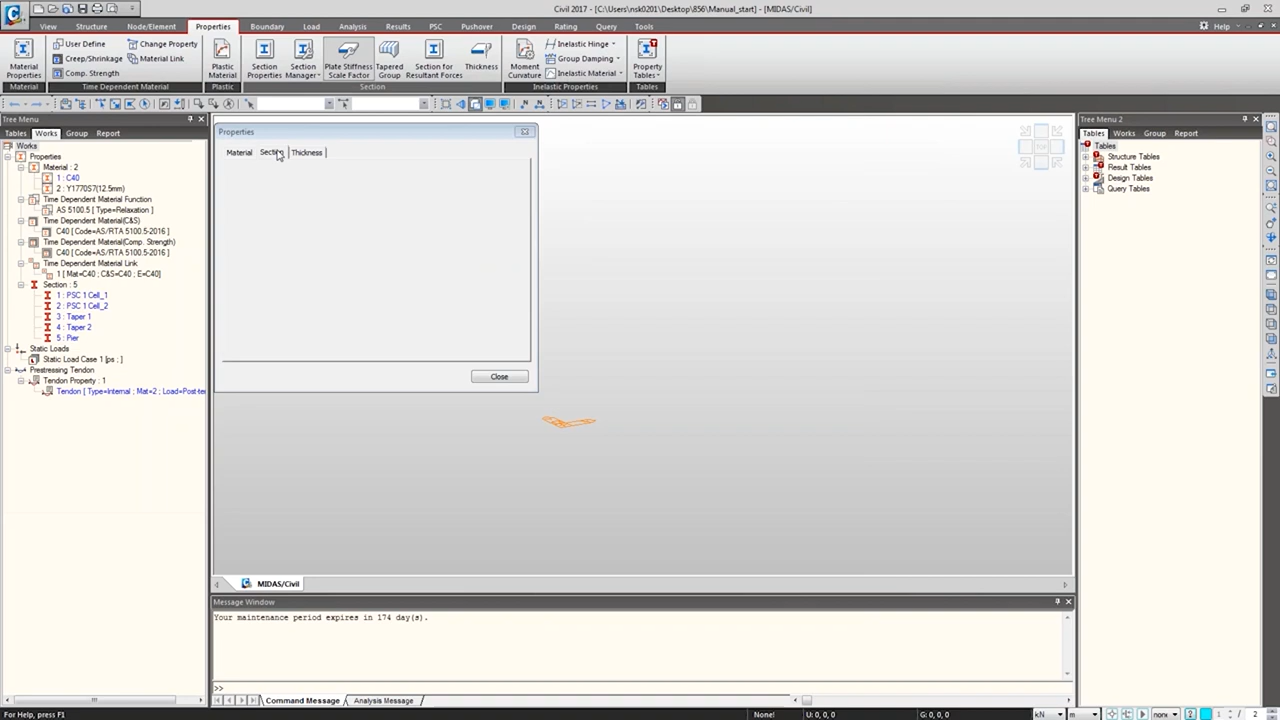 Civil 2017 - [C:\Users\nsk0201\Desktop\856\Manual_start] - [MIDAS/Civil]
View Structure Node/Element Properties Boundary Load Analysis Results PSC Pushover Design Rating Query Tools Help
Material Properties
User Define
Creep/Shrinkage
Comp. Strength
Change Property
Material Link
Plastic Material
Section Properties
Section Manager
Plate Stiffness Scale Factor
Tapered Group
Section for Resultant Forces
Thickness
Moment Curvature
Inelastic Hinge
Group Damping
Inelastic Material
Property Tables
Material Time Dependent Material Plastic Section Inelastic Properties Tables
Tree Menu
Tables Works Group Report
Works
Properties
Material : 2
1 : C40
2 : Y1770S7(12.5mm)
Time Dependent Material Function
AS 5100.5 [ Type=Relaxation ]
Time Dependent Material(C&S)
C40 [ Code=AS/RTA 5100.5-2016 ]
Time Dependent Material(Comp. Strength)
C40 [ Code=AS/RTA 5100.5-2016 ]
Time Dependent Material Link
1 [ Mat=C40 ; C&S=C40 ; E=C40 ]
Section : 5
1 : PSC 1 Cell_1
2 : PSC 1 Cell_2
3 : Taper 1
4 : Taper 2
5 : Pier
Static Loads
Static Load Case 1 [ps ; ]
Prestressing Tendon
Tendon Property : 1
Tendon [ Type=Internal ; Mat=2 ; Load=Post-ten
Properties
Material Section Thickness
Close
MIDAS/Civil
Message Window
Your maintenance period expires in 174 day(s).
>>
Command Message Analysis Message
Tree Menu 2
Tables Works Group Report
Tables
Structure Tables
Result Tables
Design Tables
Query Tables
For Help, press F1
None! U: 0, 0, 0 G: 0, 0, 0 kN m none ? 1 / 2